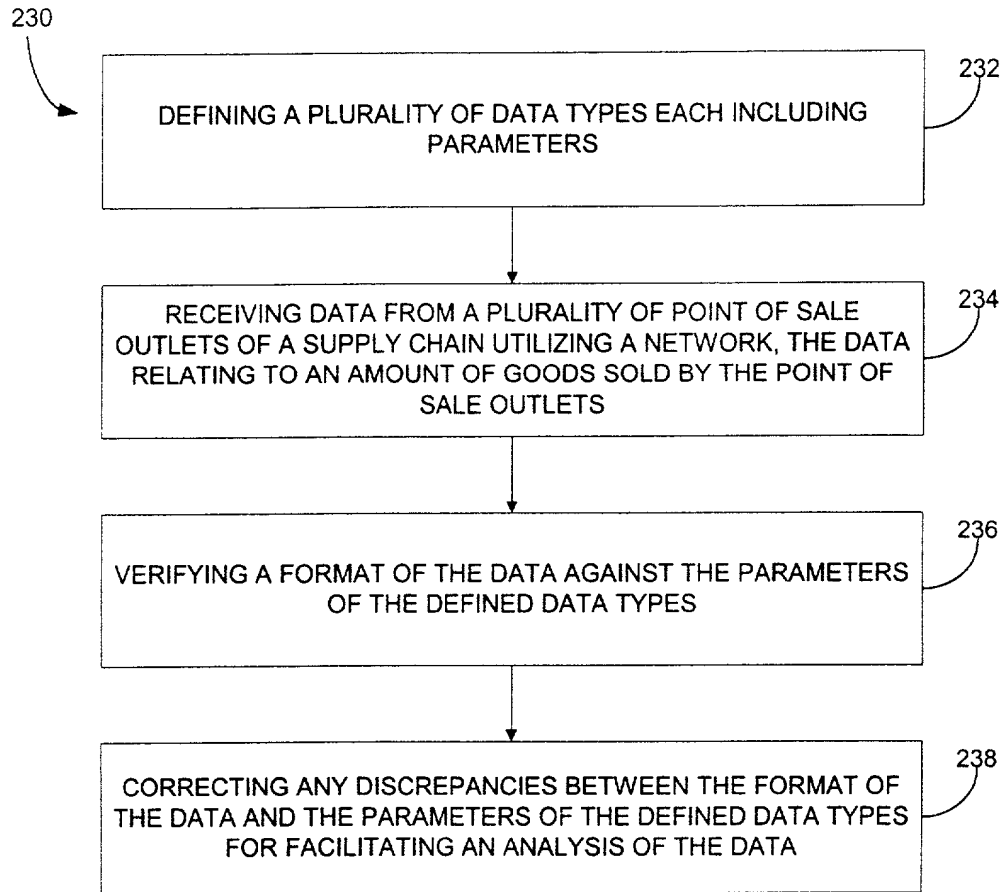 230
232
DEFINING A PLURALITY OF DATA TYPES EACH INCLUDING
PARAMETERS
234
RECEIVING DATA FROM A PLURALITY OF POINT OF SALE
OUTLETS OF A SUPPLY CHAIN UTILIZING A NETWORK, THE DATA
RELATING TO AN AMOUNT OF GOODS SOLD BY THE POINT OF
SALE OUTLETS
236
VERIFYING A FORMAT OF THE DATA AGAINST THE PARAMETERS
OF THE DEFINED DATA TYPES
238
CORRECTING ANY DISCREPANCIES BETWEEN THE FORMAT OF
THE DATA AND THE PARAMETERS OF THE DEFINED DATA TYPES
FOR FACILITATING AN ANALYSIS OF THE DATA